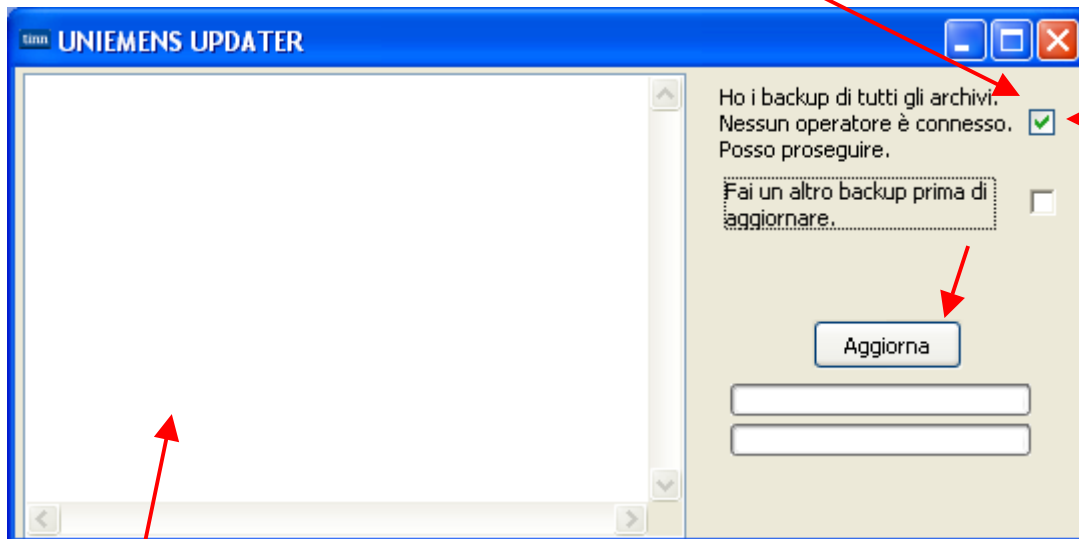 tinn UNIEMENS UPDATER
Ho i backup di tutti gli archivi.
Nessun operatore è connesso.
Posso proseguire.
Fai un altro backup prima di
aggiornare.
Aggiorna